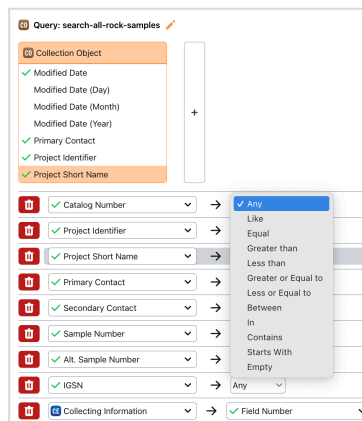 CO Query: search-all-rock-samples
CO Collection Object
Modified Date
Modified Date (Day)
Modified Date (Month)
Modified Date (Year)
Primary Contact
Project Identifier
Project Short Name
+
Catalog Number
Project Identifier
Project Short Name
Primary Contact
Secondary Contact
Sample Number
Alt. Sample Number
IGSN
Any
CE Collecting Information
Field Number
Any
Like
Equal
Greater than
Less than
Greater or Equal to
Less or Equal to
Between
In
Contains
Starts With
Empty